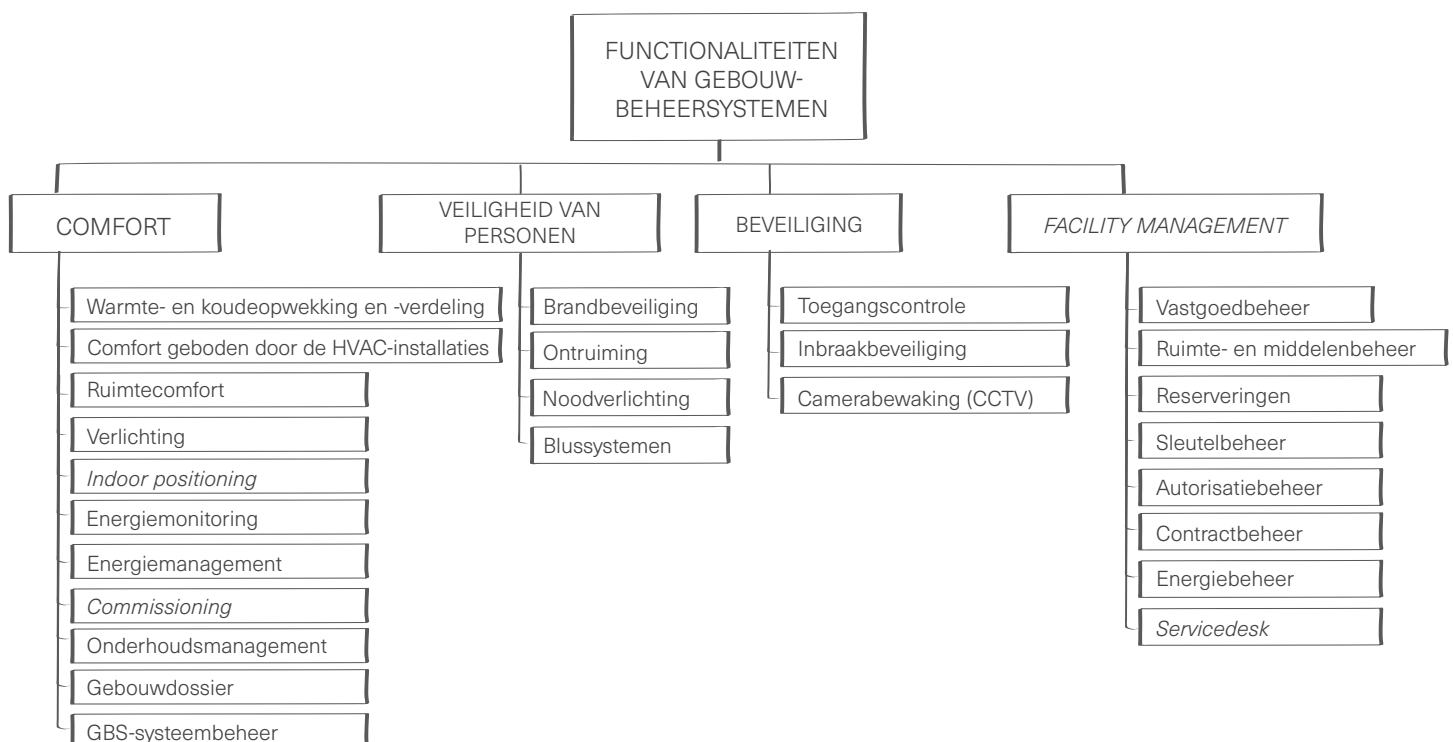 FUNCTIONALITEITEN
VAN GEBOUW-
BEHEERSYSTEMEN
COMFORT
Warmte- en koudeopwekking en -verdeling
Comfort geboden door de HVAC-installaties
Ruimtecomfort
Verlichting
Indoor positioning
Energiemonitoring
Energiemanagement
Commissioning
Onderhoudsmanagement
Gebouwdossier
GBS-systeembeheer
VEILIGHEID VAN
PERSONEN
Brandbeveiliging
Ontruiming
Noodverlichting
Blussystemen
BEVEILIGING
Toegangscontrole
Inbraakbeveiliging
Camerabewaking (CCTV)
FACILITY MANAGEMENT
Vastgoedbeheer
Ruimte- en middelenbeheer
Reserveringen
Sleutelbeheer
Autorisatiebeheer
Contractbeheer
Energiebeheer
Servicedesk